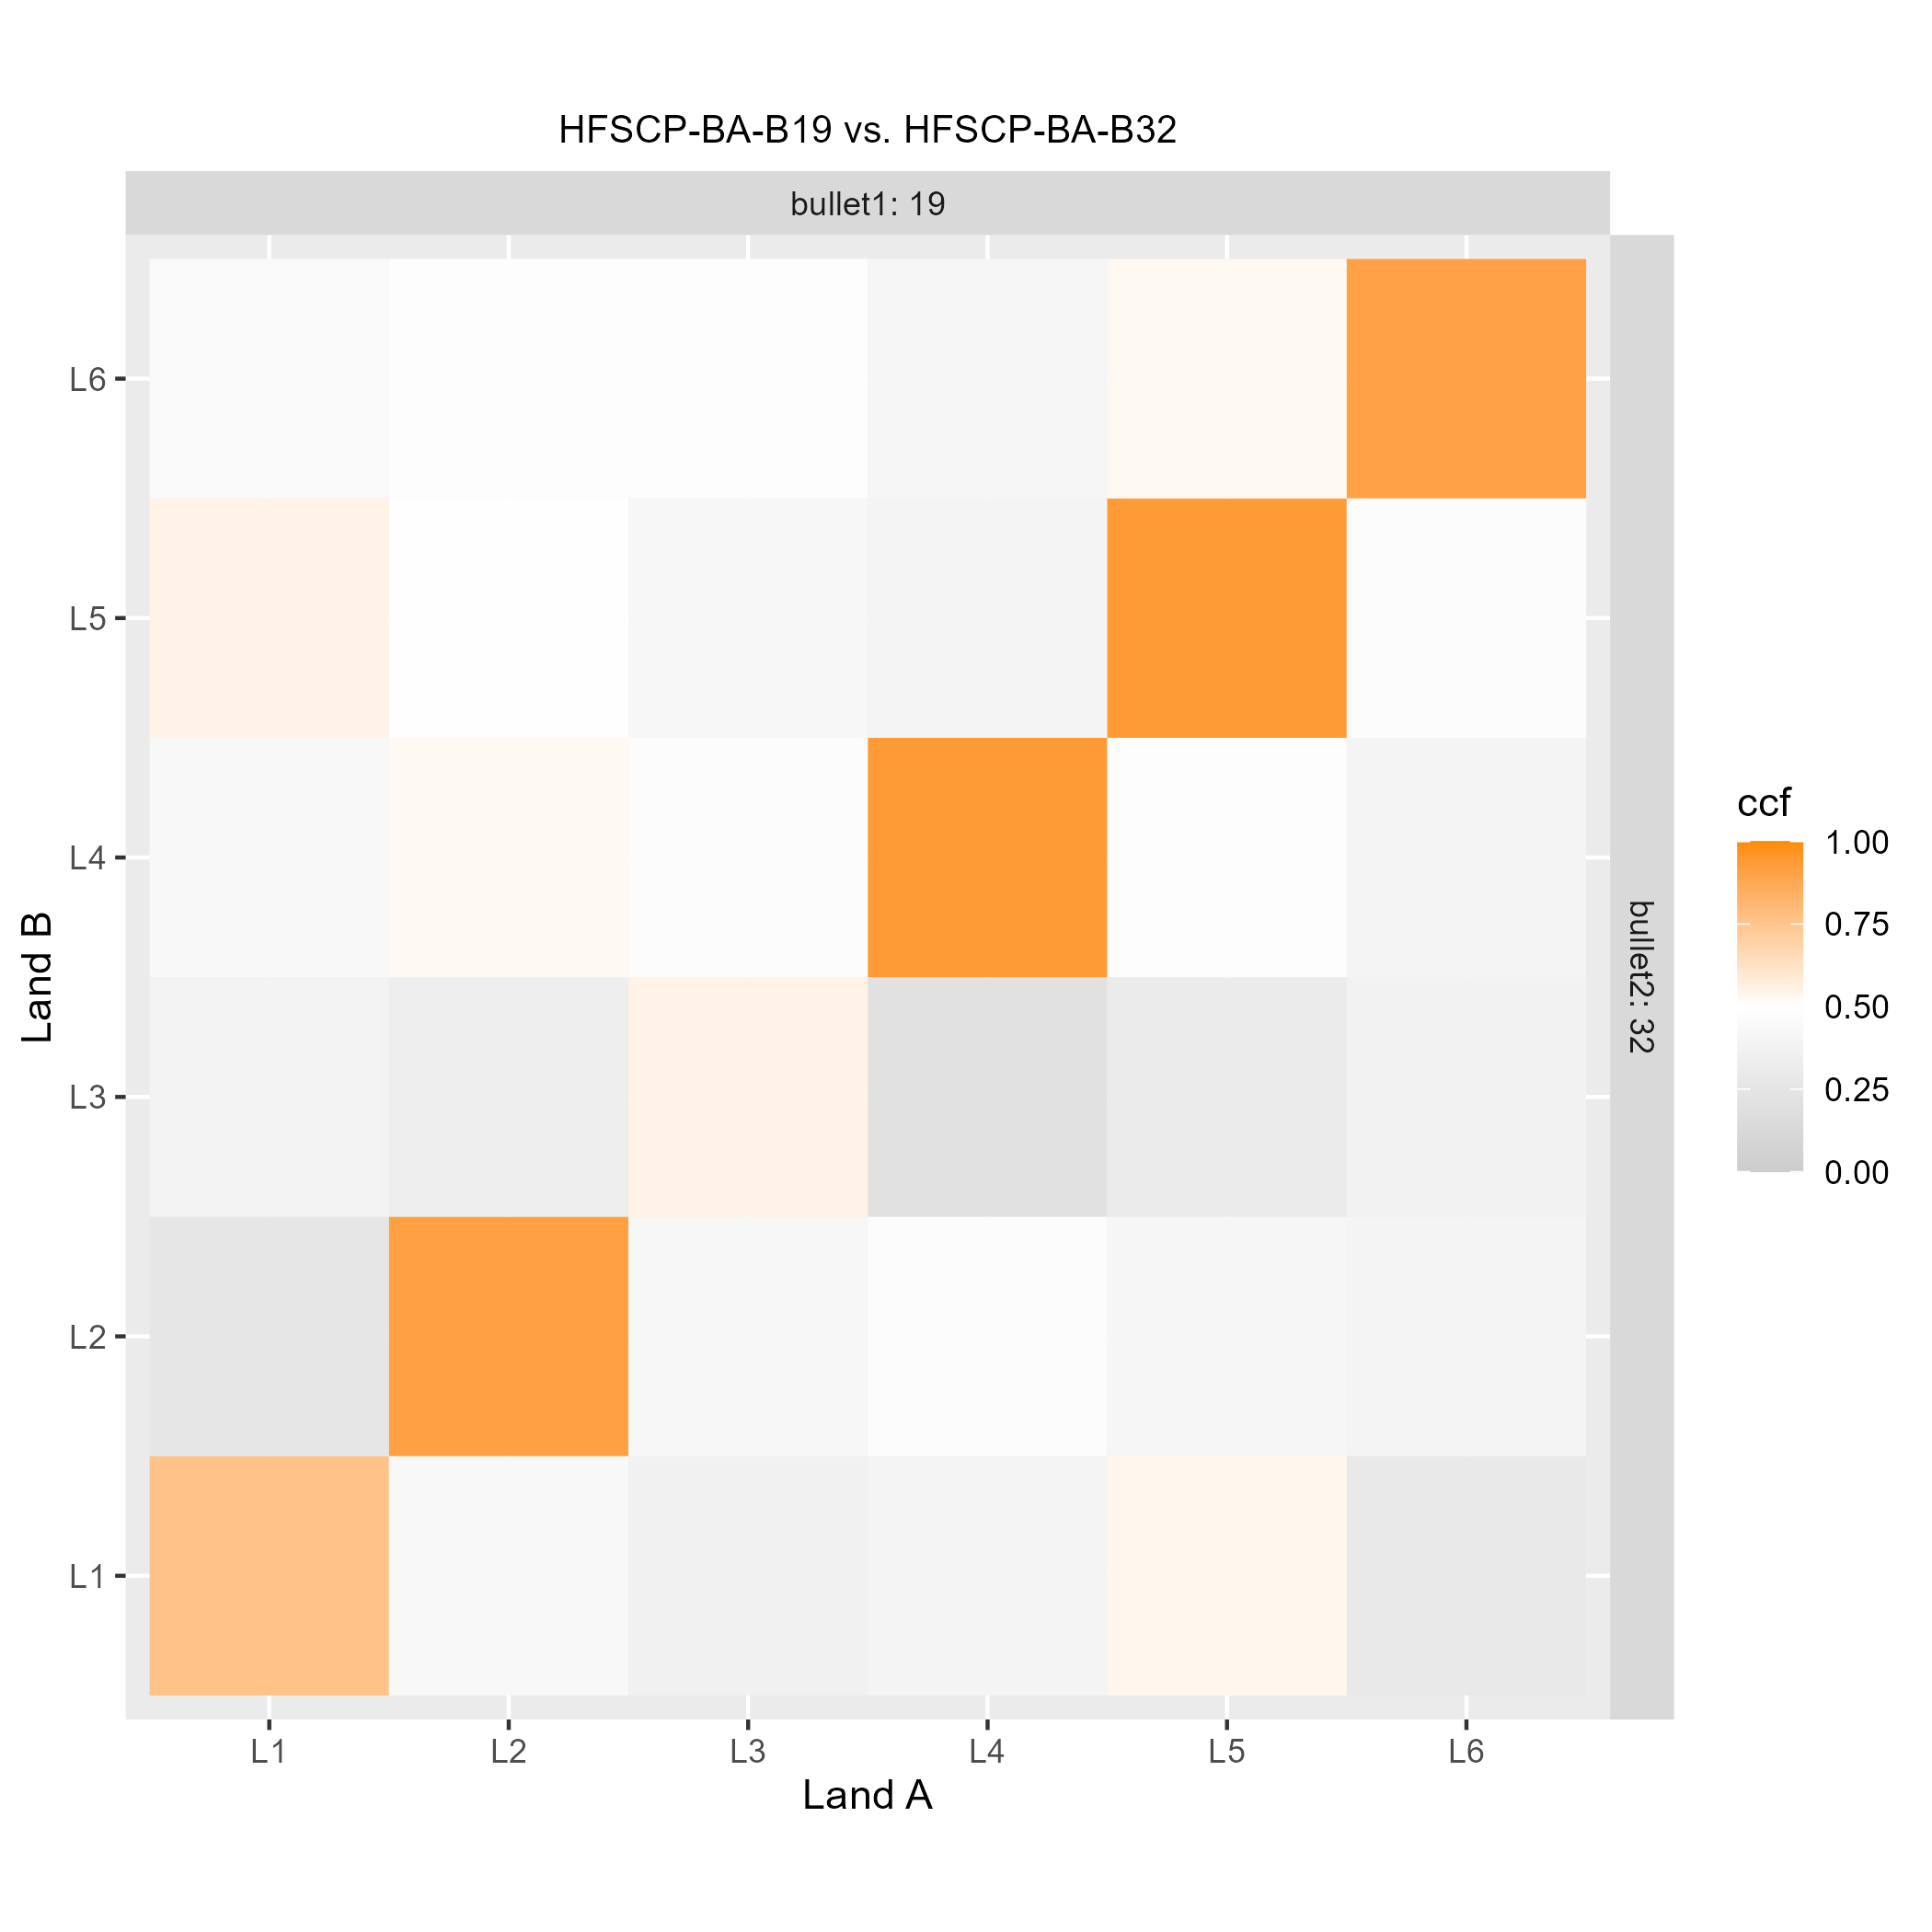 HFSCP-BA-B19 vs. HFSCP-BA-B32
bullet1: 19
L6
L5
L4
L3
L2
L1
Land B
bullet2: 32
ccf
1.00
0.75
0.50
0.25
0.00
L1
L2
L3
L4
L5
L6
Land A